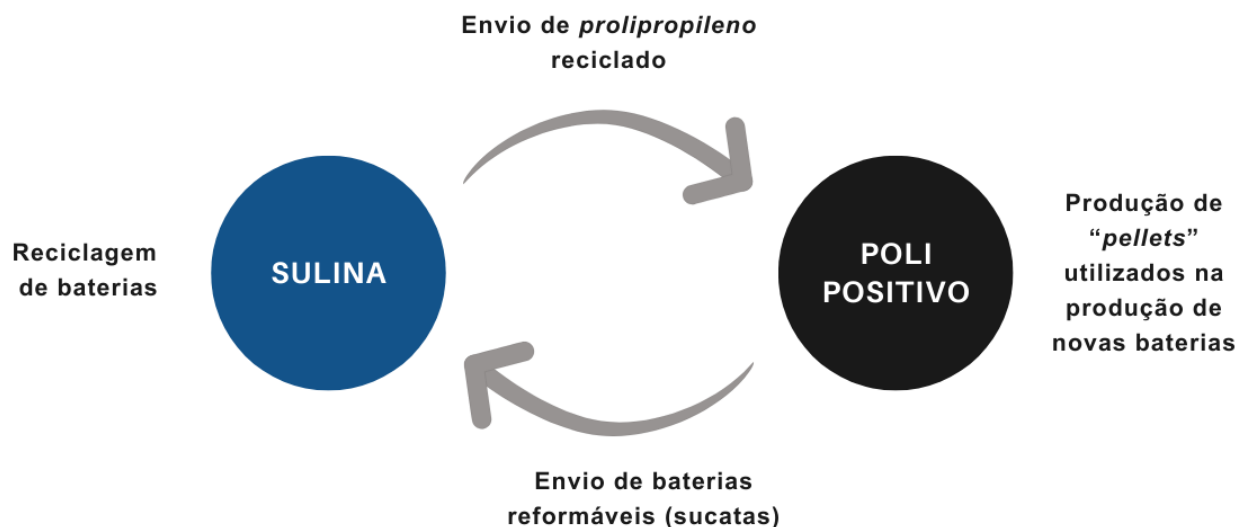 Envio de prolipropileno
reciclado
Reciclagem
de baterias
SULINA
POLI
POSITIVO
Produção de
“pellets”
utilizados na
produção de
novas baterias
Envio de baterias
reformáveis (sucatas)